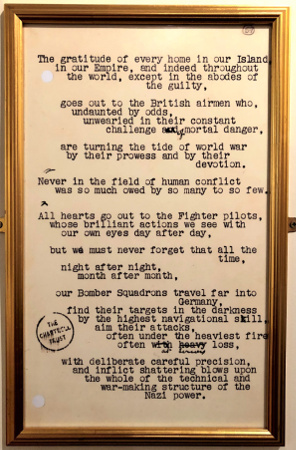 The gratitude of every home in our Island,
in our Empire, and indeed throughout
the world, except in the abodes of
the guilty,
goes out to the British airmen who,
undaunted by odds,
unwearied in their constant
challenge mortal danger,
are turning the tide of world war
by their prowess and by their
devotion.
Never in the field of human conflict
was so much owed by so many to so few.
All hearts go out to the Fighter pilots,
whose brilliant actions we see with
our own eyes day after day,
but we must never forget that all the
time,
night after night,
month after month,
our Bomber Squadrons travel far into
Germany,
find their targets in the darkness
by the highest navigational skill,
aim their attacks,
often under the heaviest fire
often with heavy loss,
with deliberate careful precision,
and inflict shattering blows upon
the whole of the technical and
war-making structure of the
Nazi power.
THE
CHARTWELL
TRUST